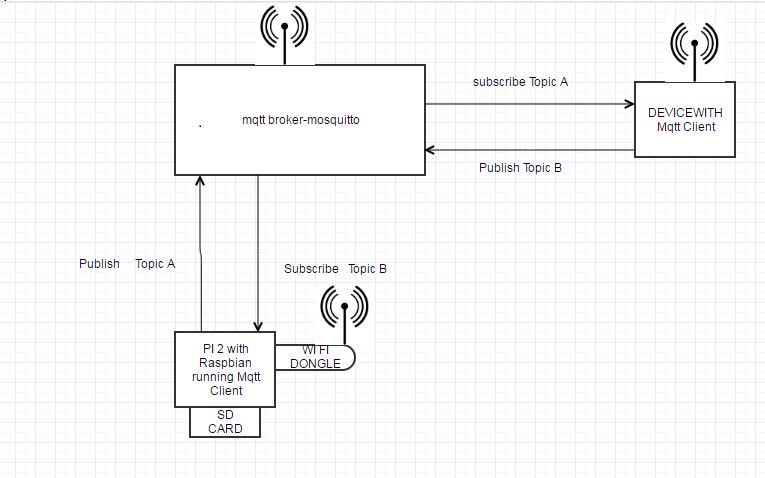 mqtt broker-mosquitto
subscribe Topic A
DEVICEWITH
Mqtt Client
Publish Topic B
Publish Topic A
Subscribe Topic B
PI 2 with
Raspbian
running Mqtt
Client
WI FI
DONGLE
SD
CARD